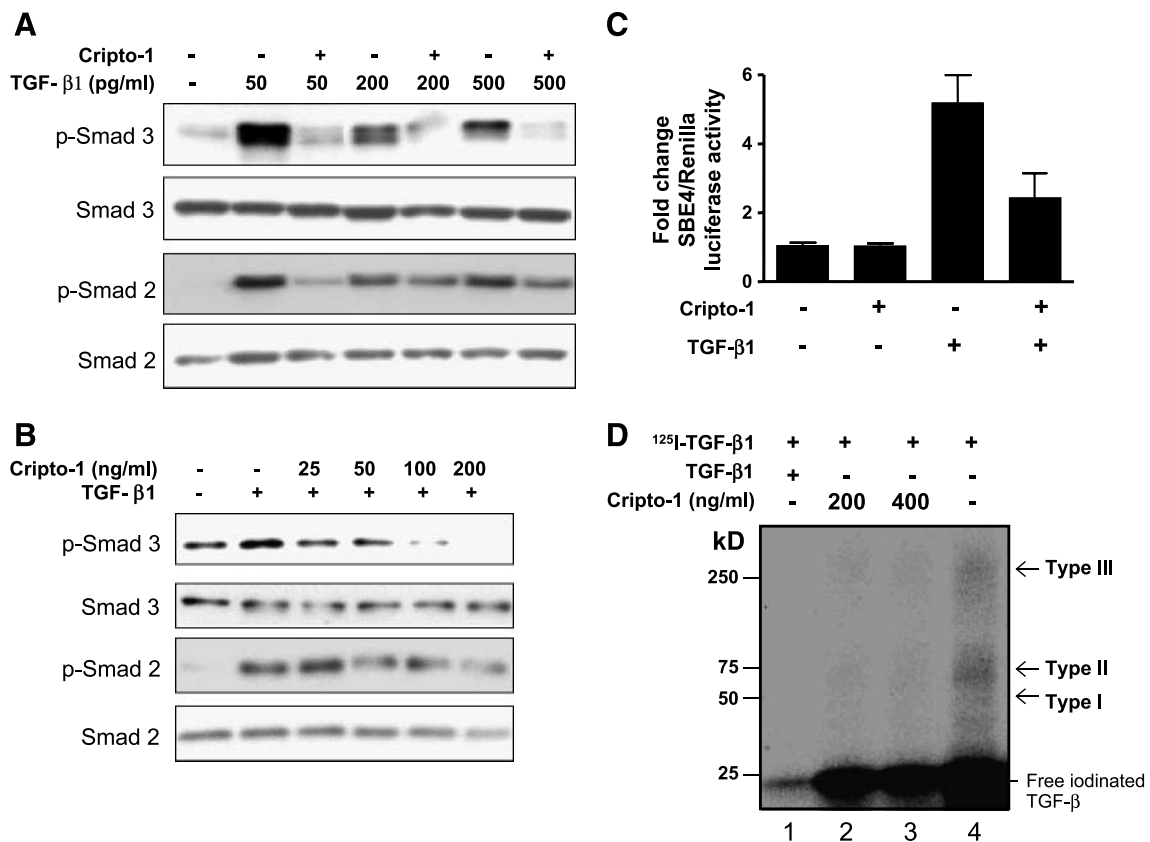 A
Cripto-1 - - + - + - +
TGF- β1 (pg/ml) - 50 50 200 200 500 500
p-Smad 3
Smad 3
p-Smad 2
Smad 2
B
Cripto-1 (ng/ml) - - 25 50 100 200
TGF- β1 - + + + + +
p-Smad 3
Smad 3
p-Smad 2
Smad 2
C
Fold change
SBE4/Renilla
luciferase activity
6
4
2
0
Cripto-1 - + - +
TGF-β1 - - + +
D
¹²⁵I-TGF-β1 + + + +
TGF-β1 + - - -
Cripto-1 (ng/ml) - 200 400 -
kD
250
75
50
25
Type III
Type II
Type I
Free iodinated
TGF-β
1 2 3 4